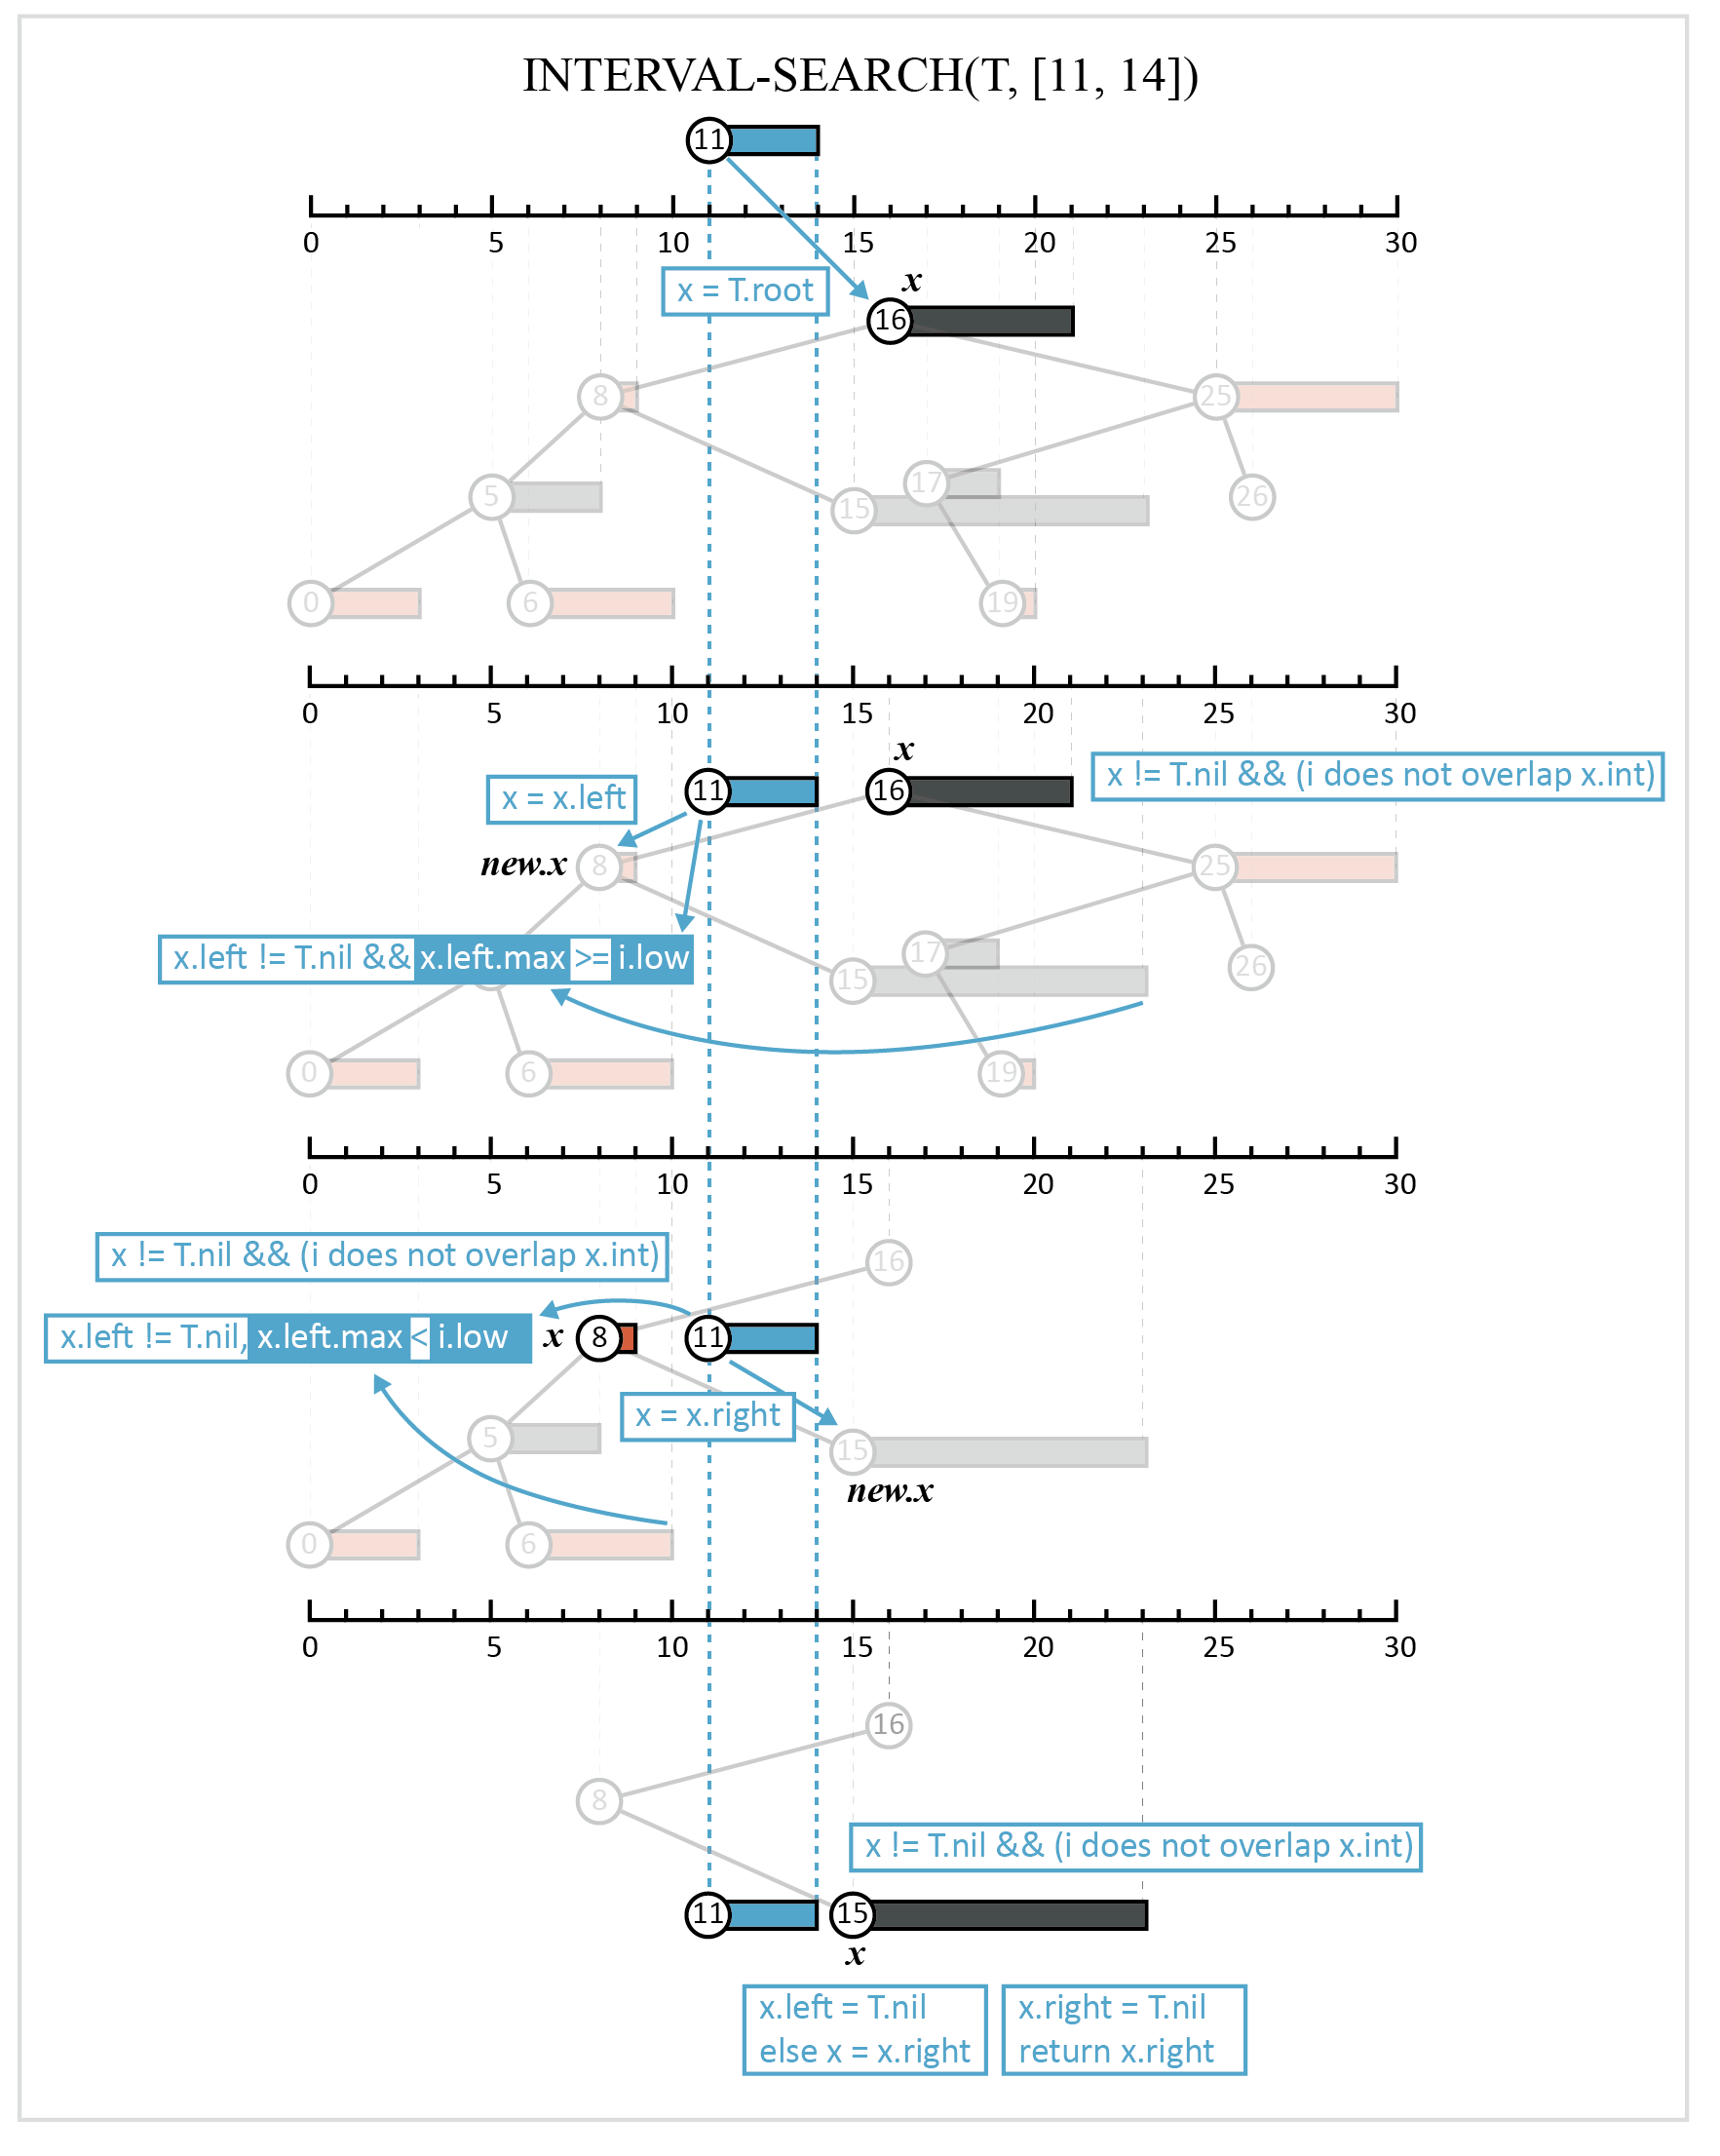 INTERVAL-SEARCH(T, [11, 14])
11
0 5 10 15 20 25 30
x = T.root
x
16
8
25
5
15
17
26
0
6
19
0 5 10 15 20 25 30
x
x = x.left
11
16
x != T.nil && (i does not overlap x.int)
new.x
8
25
x.left != T.nil && x.left.max >= i.low
17
15
26
0
6
19
0 5 10 15 20 25 30
x != T.nil && (i does not overlap x.int)
16
x.left != T.nil, x.left.max < i.low
x
8
11
x = x.right
5
15
new.x
0
6
0 5 10 15 20 25 30
16
8
x != T.nil && (i does not overlap x.int)
11
15
x
x.left = T.nil
else x = x.right
x.right = T.nil
return x.right